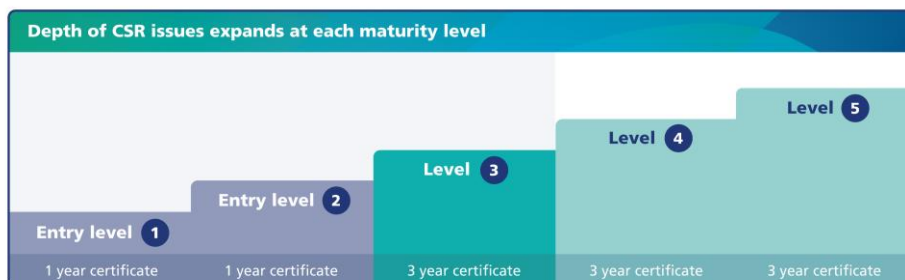 Depth of CSR issues expands at each maturity level
Entry level 1
Entry level 2
Level 3
Level 4
Level 5
1 year certificate
1 year certificate
3 year certificate
3 year certificate
3 year certificate